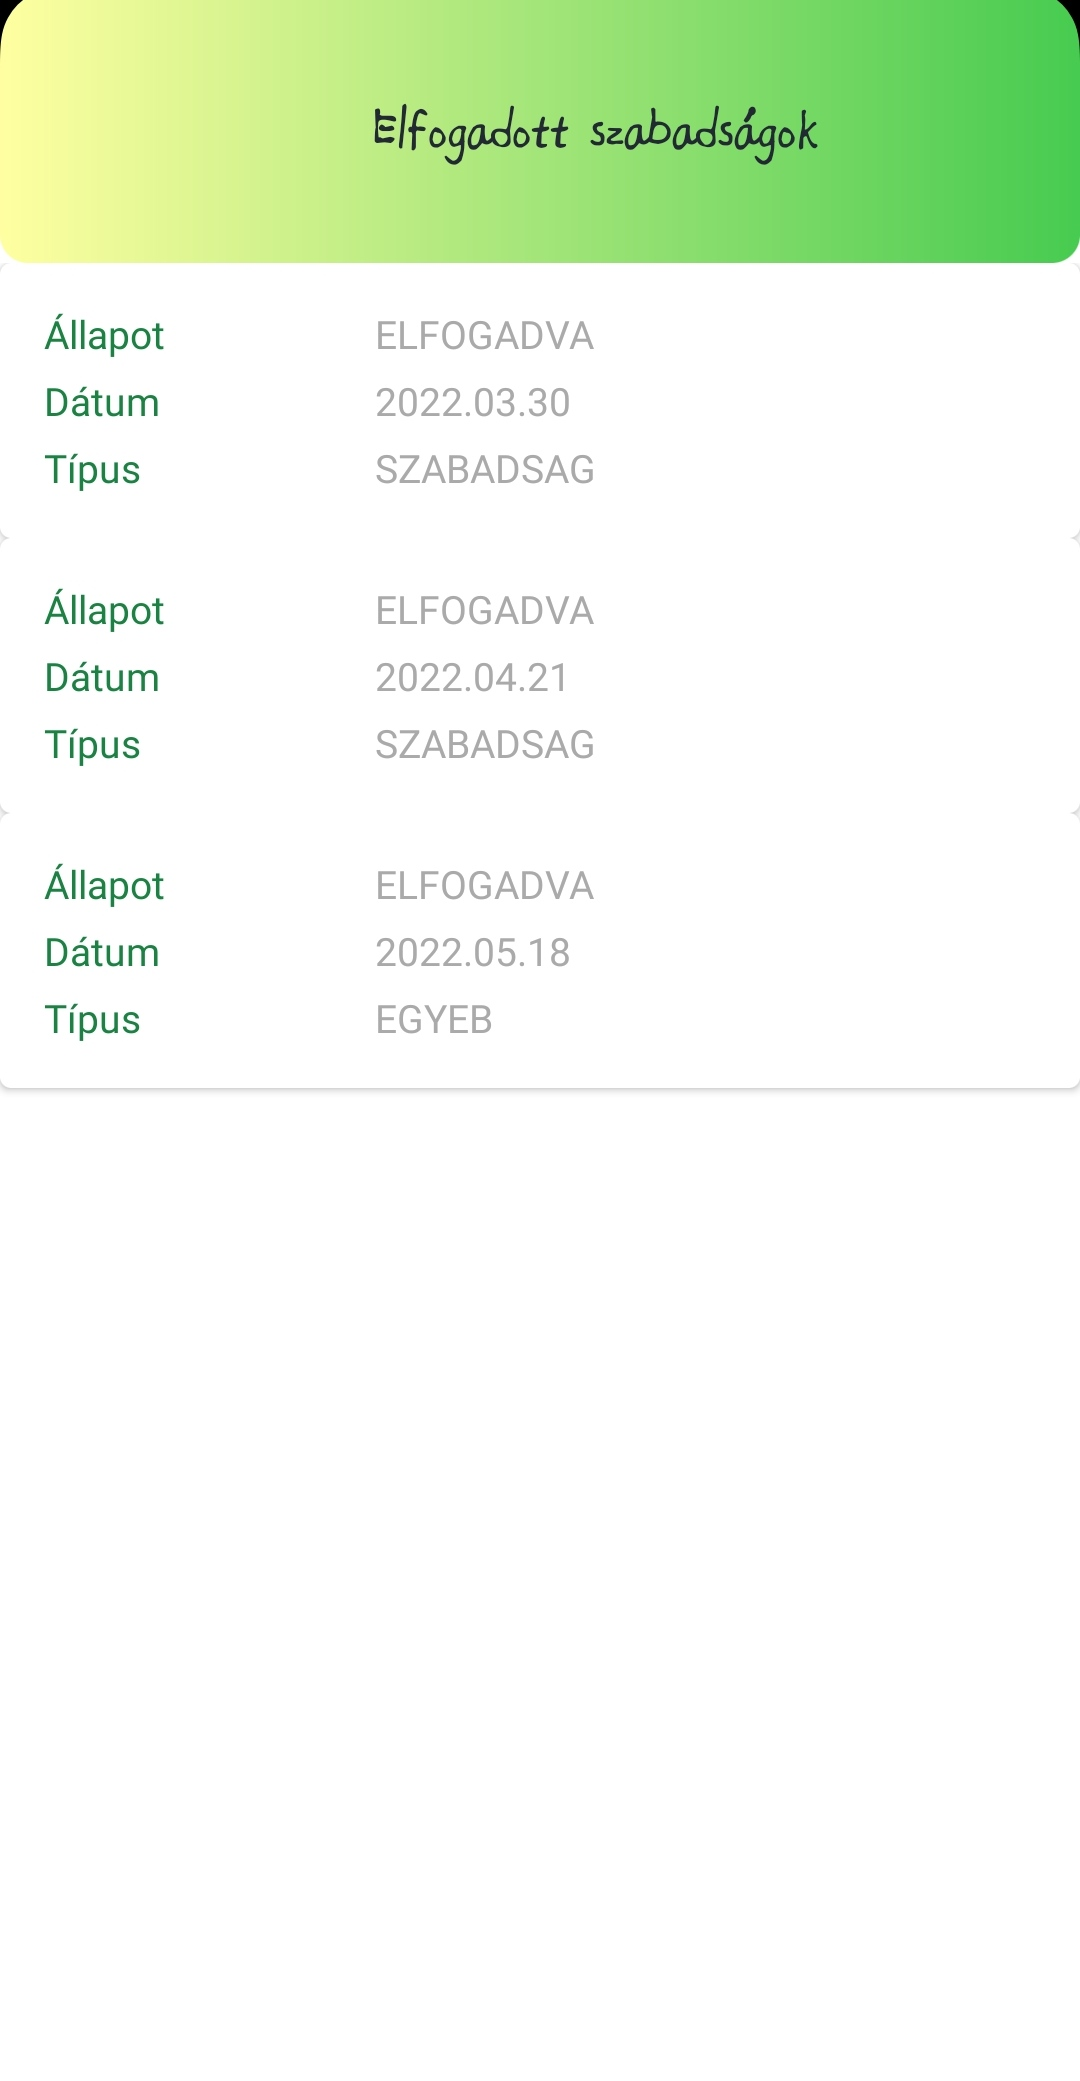 Elfogadott szabadságok
Állapot ELFOGADVA
Dátum 2022.03.30
Típus SZABADSAG
Állapot ELFOGADVA
Dátum 2022.04.21
Típus SZABADSAG
Állapot ELFOGADVA
Dátum 2022.05.18
Típus EGYEB